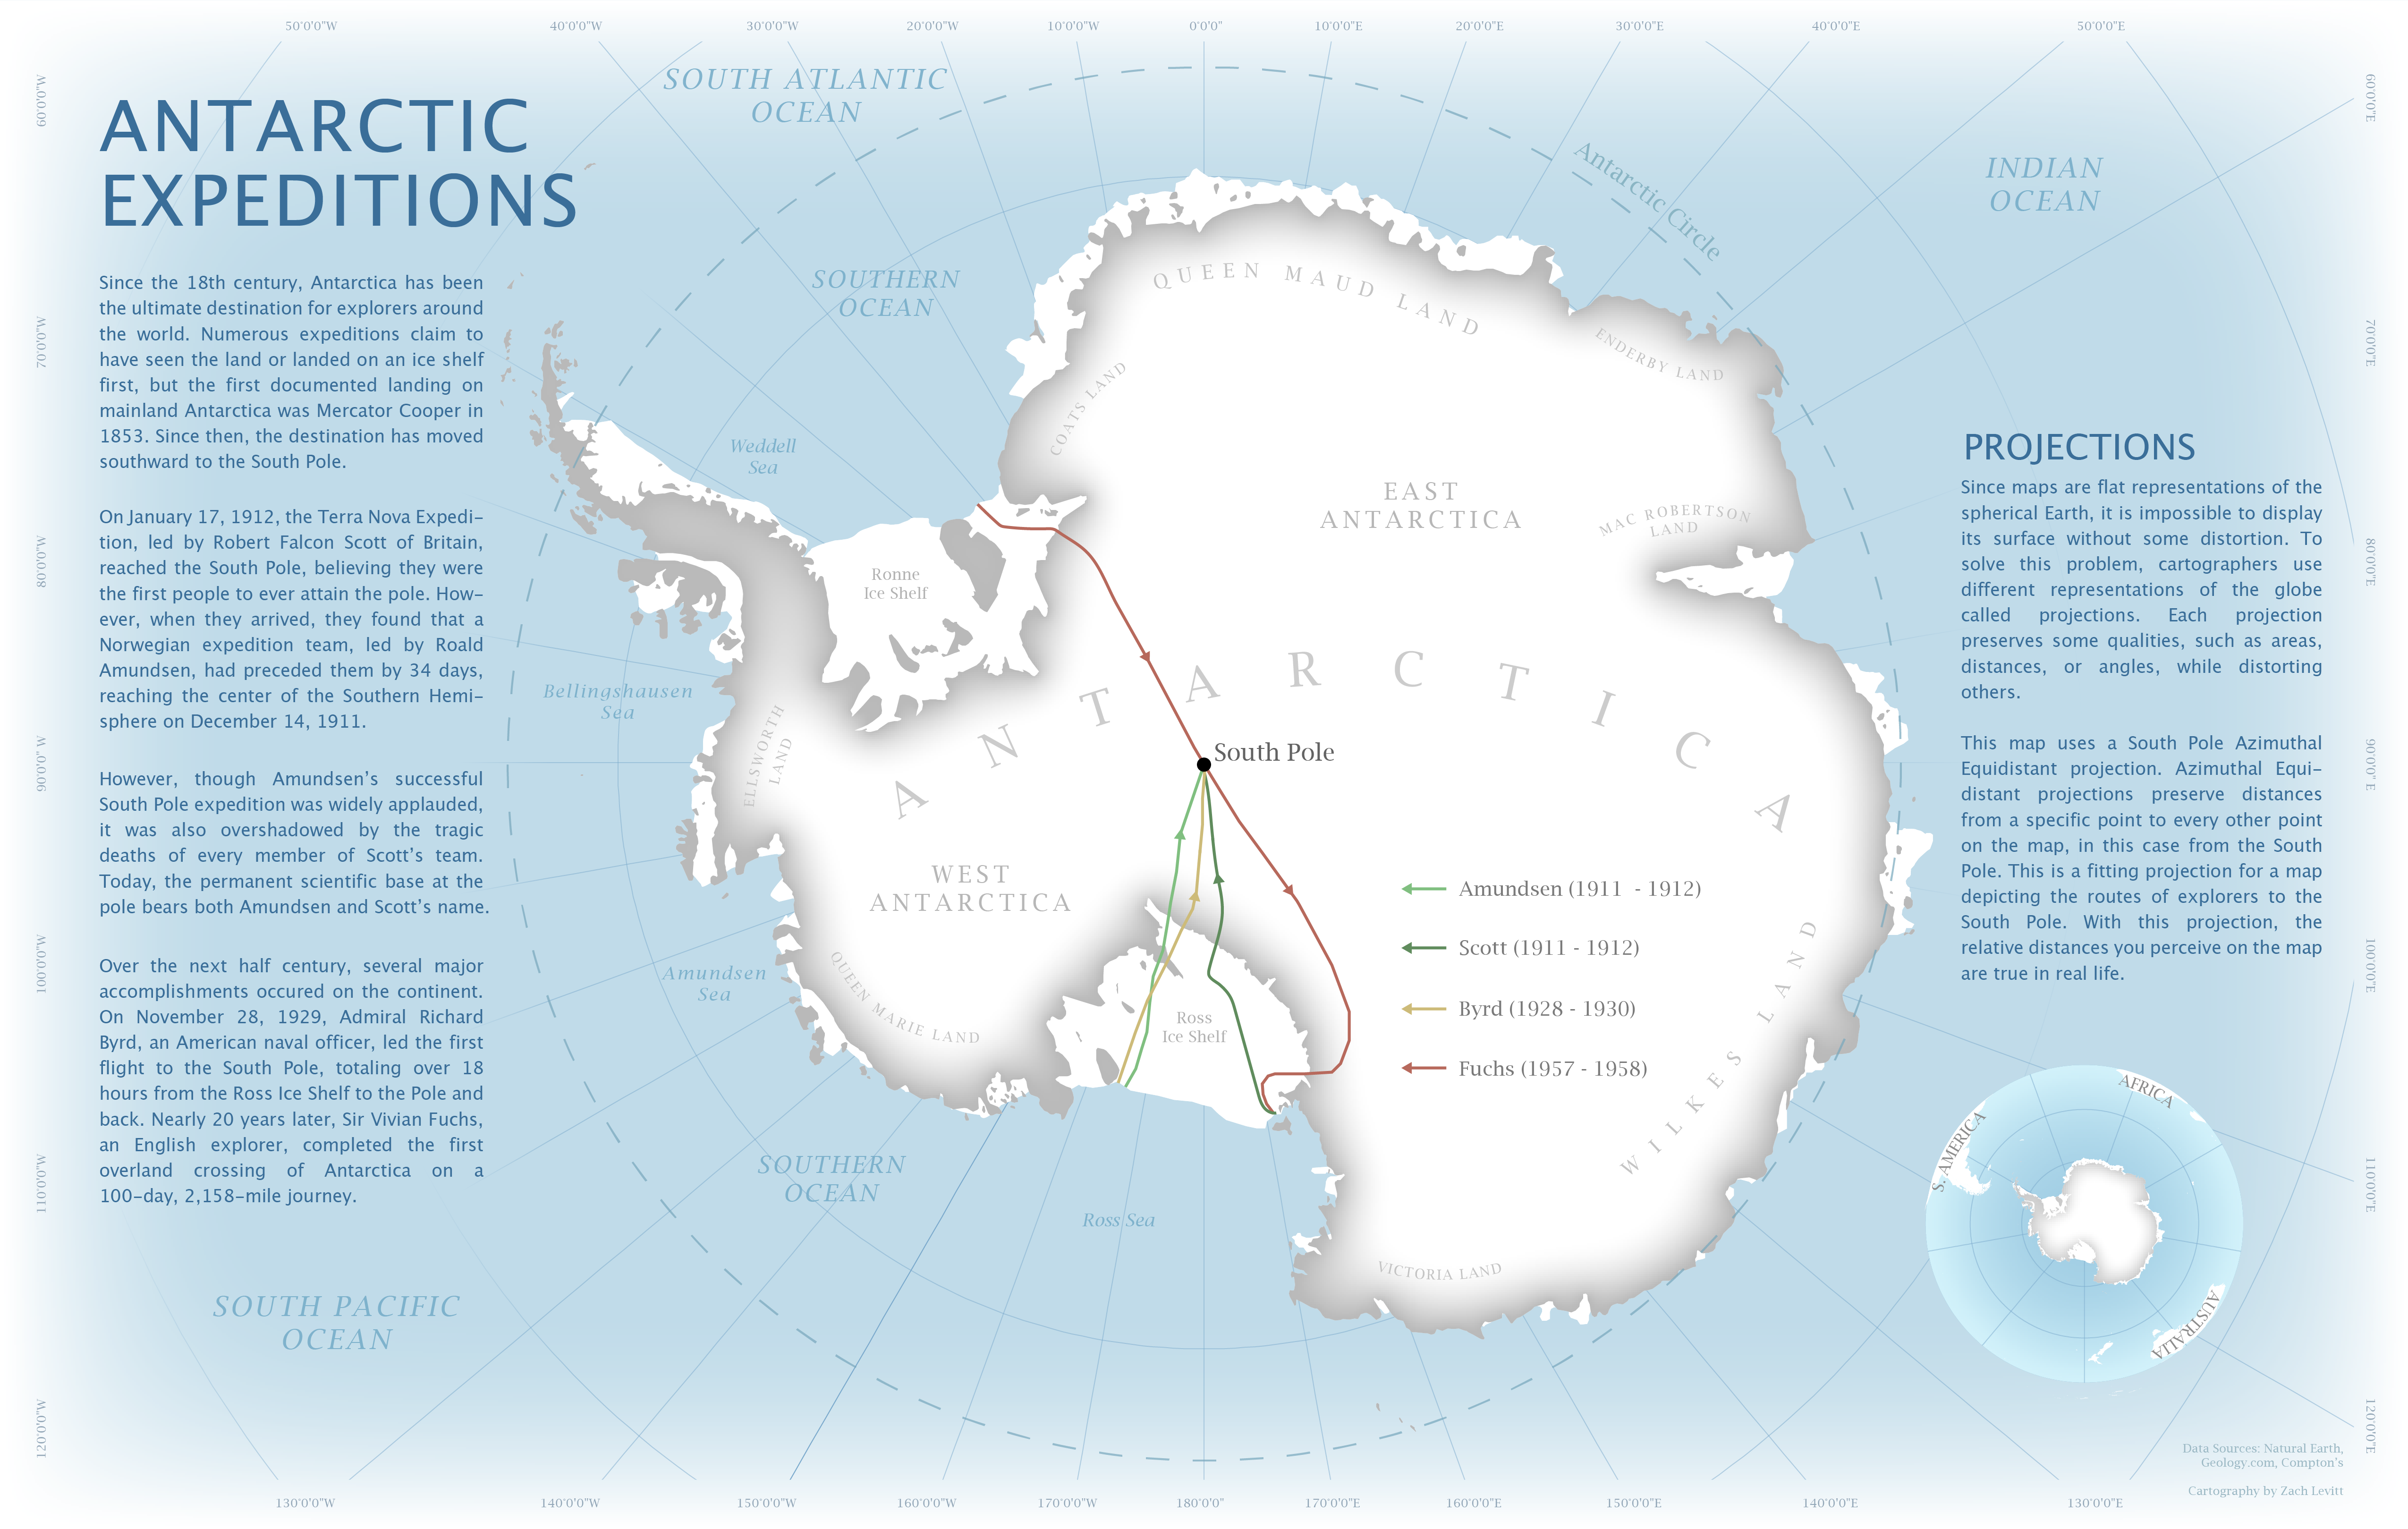 50°0'0"W
40°0'0"W
30°0'0"W
20°0'0"W
10°0'0"W
0°0'0"
10°0'0"E
20°0'0"E
30°0'0"E
40°0'0"E
50°0'0"E
60°0'0"W
70°0'0"W
80°0'0"W
90°0'0" W
100°0'0"W
110°0'0"W
120°0'0"W
ANTARCTIC
EXPEDITIONS
Since the 18th century, Antarctica has been
the ultimate destination for explorers around
the world. Numerous expeditions claim to
have seen the land or landed on an ice shelf
first, but the first documented landing on
mainland Antarctica was Mercator Cooper in
1853. Since then, the destination has moved
southward to the South Pole.
On January 17, 1912, the Terra Nova Expedi-
tion, led by Robert Falcon Scott of Britain,
reached the South Pole, believing they were
the first people to ever attain the pole. How-
ever, when they arrived, they found that a
Norwegian expedition team, led by Roald
Amundsen, had preceded them by 34 days,
reaching the center of the Southern Hemi-
sphere on December 14, 1911.
However, though Amundsen's successful
South Pole expedition was widely applauded,
it was also overshadowed by the tragic
deaths of every member of Scott's team.
Today, the permanent scientific base at the
pole bears both Amundsen and Scott's name.
Over the next half century, several major
accomplishments occured on the continent.
On November 28, 1929, Admiral Richard
Byrd, an American naval officer, led the first
flight to the South Pole, totaling over 18
hours from the Ross Ice Shelf to the Pole and
back. Nearly 20 years later, Sir Vivian Fuchs,
an English explorer, completed the first
overland crossing of Antarctica on a
100-day, 2,158-mile journey.
SOUTH ATLANTIC
OCEAN
SOUTHERN
OCEAN
Weddell
Sea
Bellingshausen
Sea
Amundsen
Sea
SOUTHERN
OCEAN
Ross Sea
SOUTH PACIFIC
OCEAN
INDIAN
OCEAN
Antarctic Circle
QUEEN MAUD LAND
ENDERBY LAND
COATS LAND
EAST
ANTARCTICA
MAC ROBERTSON
LAND
Ronne
Ice Shelf
ANTARCTICA
South Pole
ELLSWORTH
LAND
WEST
ANTARCTICA
QUEEN MARIE LAND
Ross
Ice Shelf
WILKES LAND
VICTORIA LAND
Amundsen (1911 - 1912)
Scott (1911 - 1912)
Byrd (1928 - 1930)
Fuchs (1957 - 1958)
PROJECTIONS
Since maps are flat representations of the
spherical Earth, it is impossible to display
its surface without some distortion. To
solve this problem, cartographers use
different representations of the globe
called projections. Each projection
preserves some qualities, such as areas,
distances, or angles, while distorting
others.
This map uses a South Pole Azimuthal
Equidistant projection. Azimuthal Equi-
distant projections preserve distances
from a specific point to every other point
on the map, in this case from the South
Pole. This is a fitting projection for a map
depicting the routes of explorers to the
South Pole. With this projection, the
relative distances you perceive on the map
are true in real life.
AFRICA
S. AMERICA
AUSTRALIA
60°0'0"E
70°0'0"E
80°0'0"E
90°0'0" E
100°0'0"E
110°0'0"E
120°0'0"E
Data Sources: Natural Earth,
Geology.com, Compton's
Cartography by Zach Levitt
130°0'0"W
140°0'0"W
150°0'0"W
160°0'0"W
170°0'0"W
180°0'0"
170°0'0"E
160°0'0"E
150°0'0"E
140°0'0"E
130°0'0"E